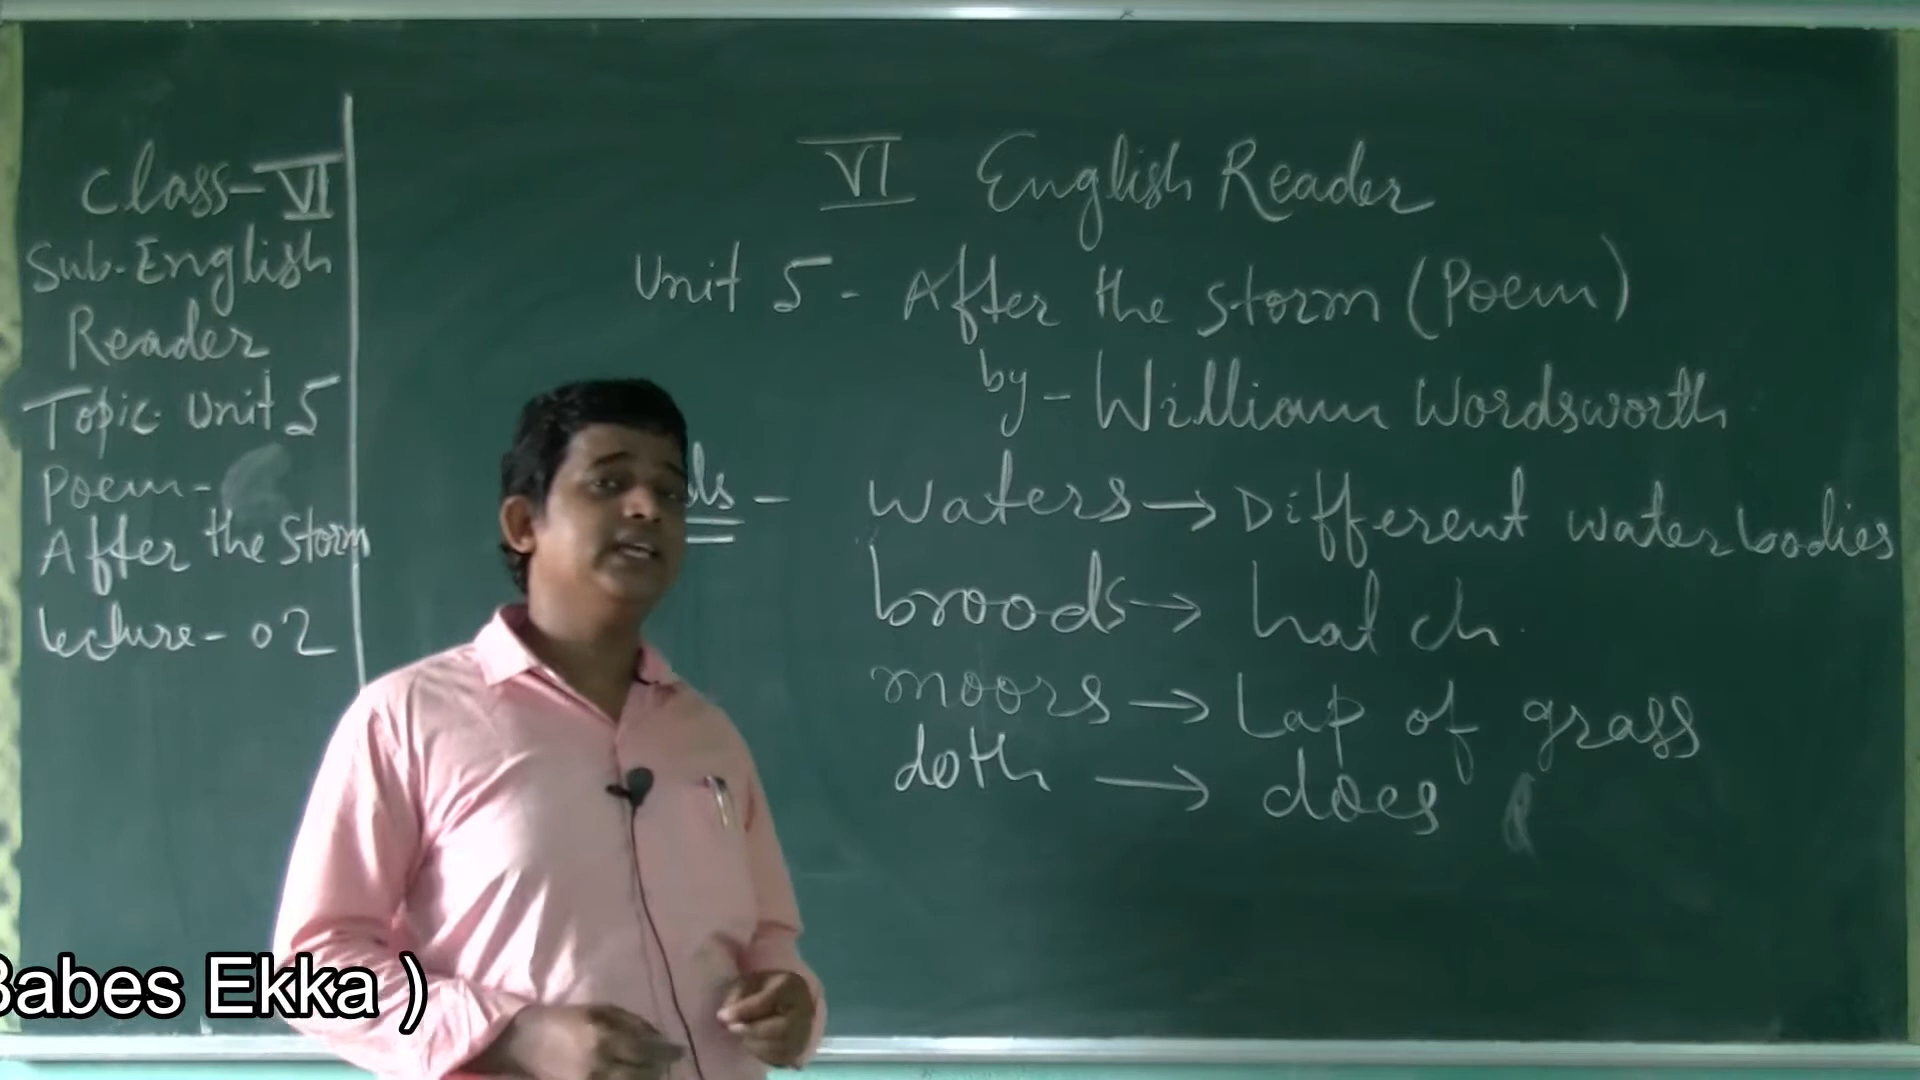 Class-VI
Sub-English
Reader
Topic Unit 5
Poem-
After the Storm
Lecture-02
VI English Reader
Unit 5 - After the Storm (Poem)
by - William Wordsworth
waters → Different water bodies
broods → hatch
moors → Lap of grass
doth → does
Babes Ekka )